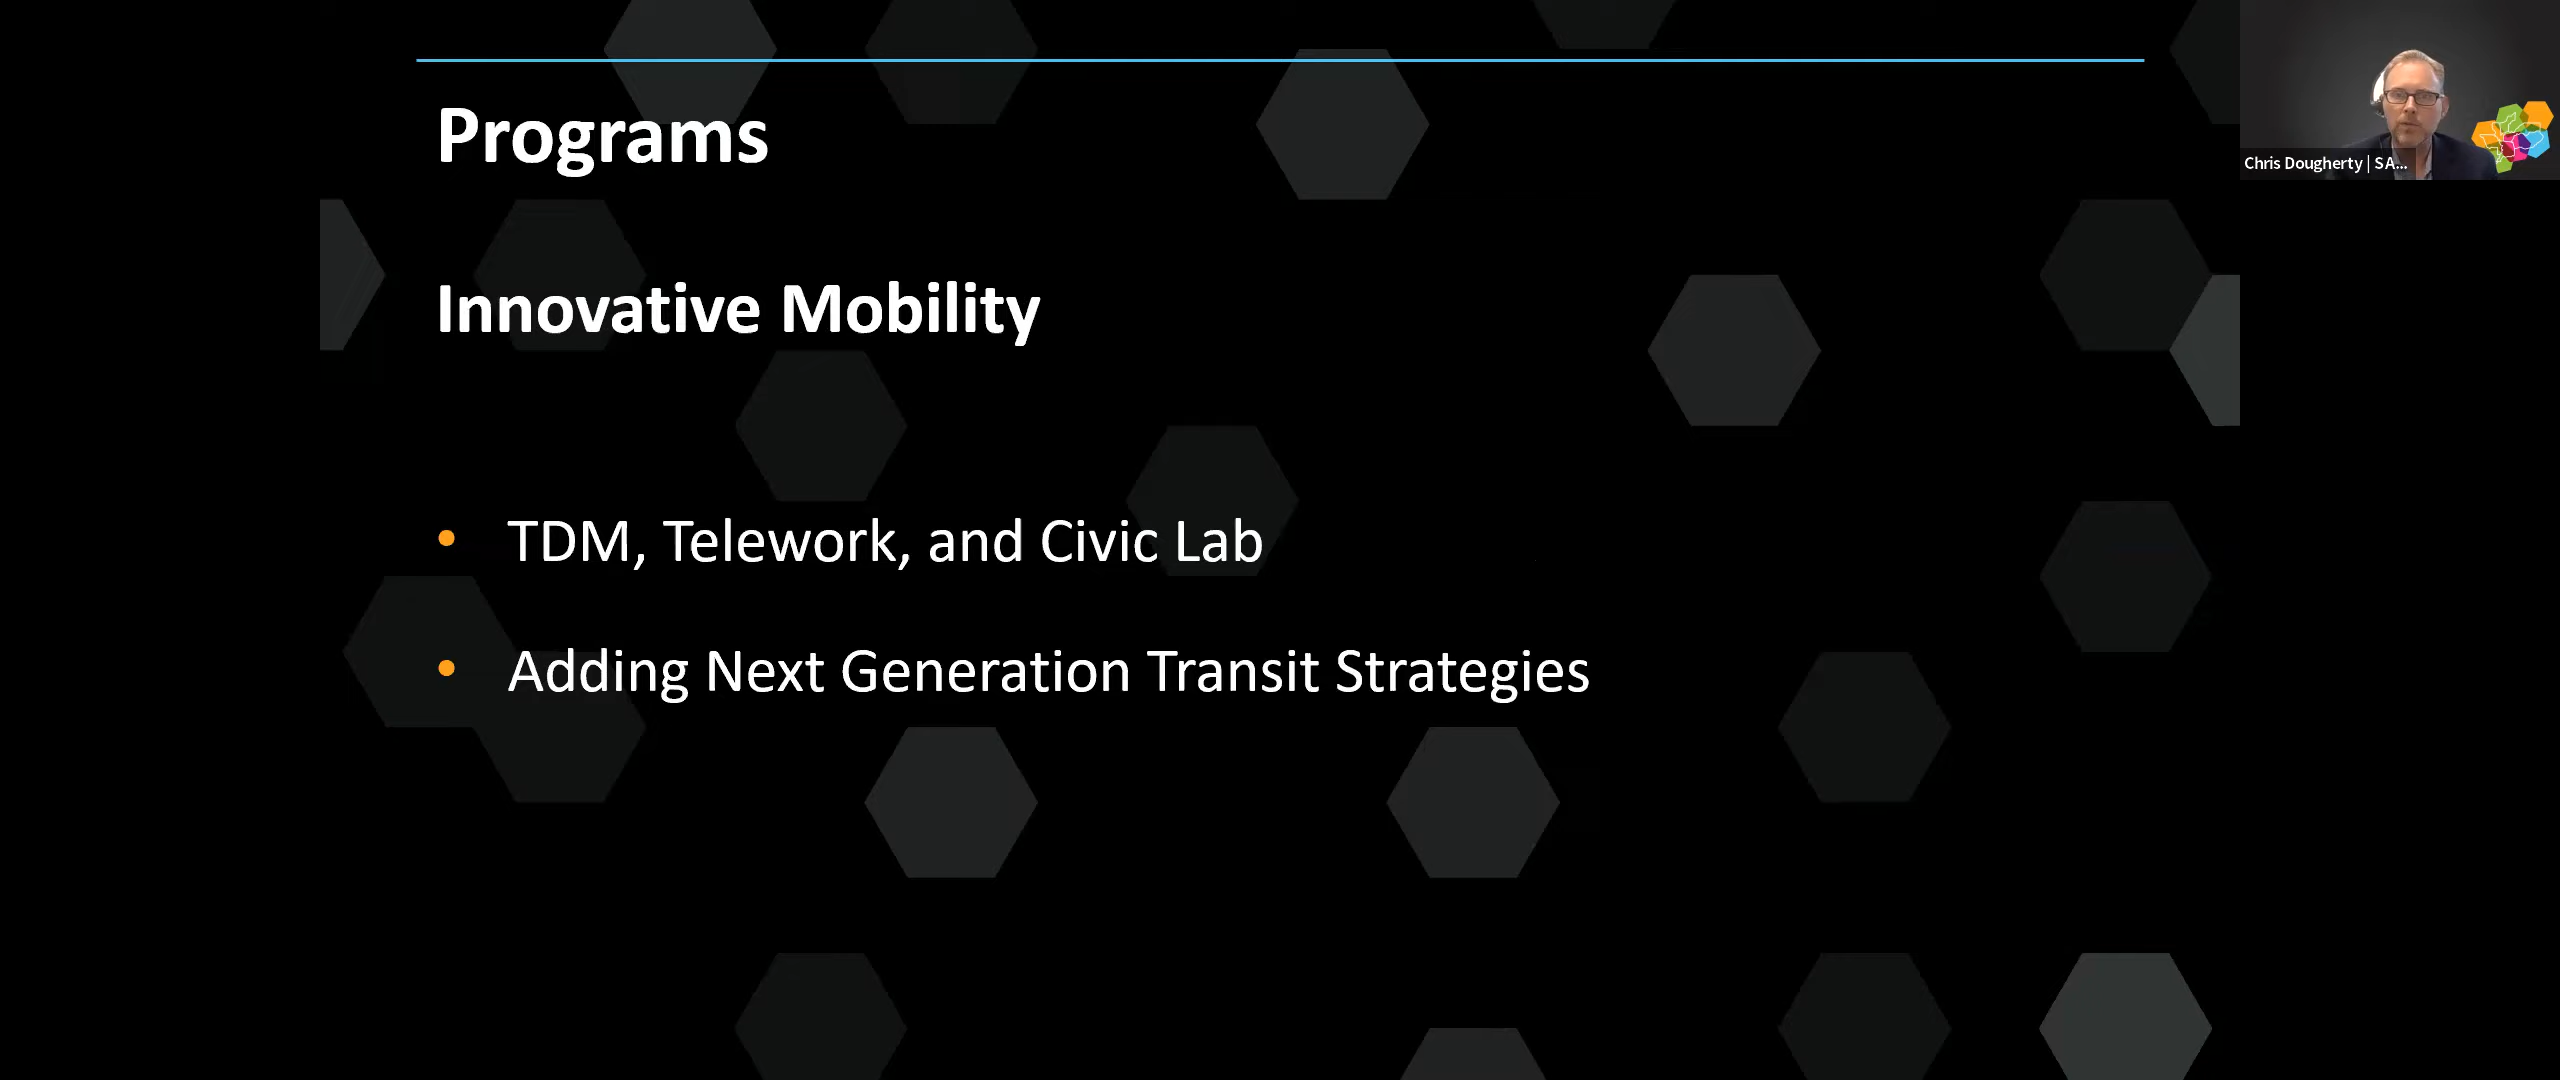 Programs
Chris Dougherty | SA...
Innovative Mobility
• TDM, Telework, and Civic Lab
• Adding Next Generation Transit Strategies